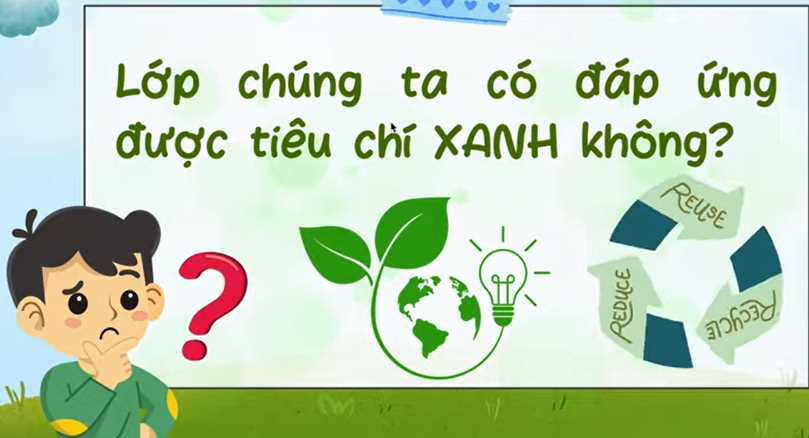 Lớp chúng ta có đáp ứng
được tiêu chí XANH không?
REUSE
REDUCE
RECYCLE